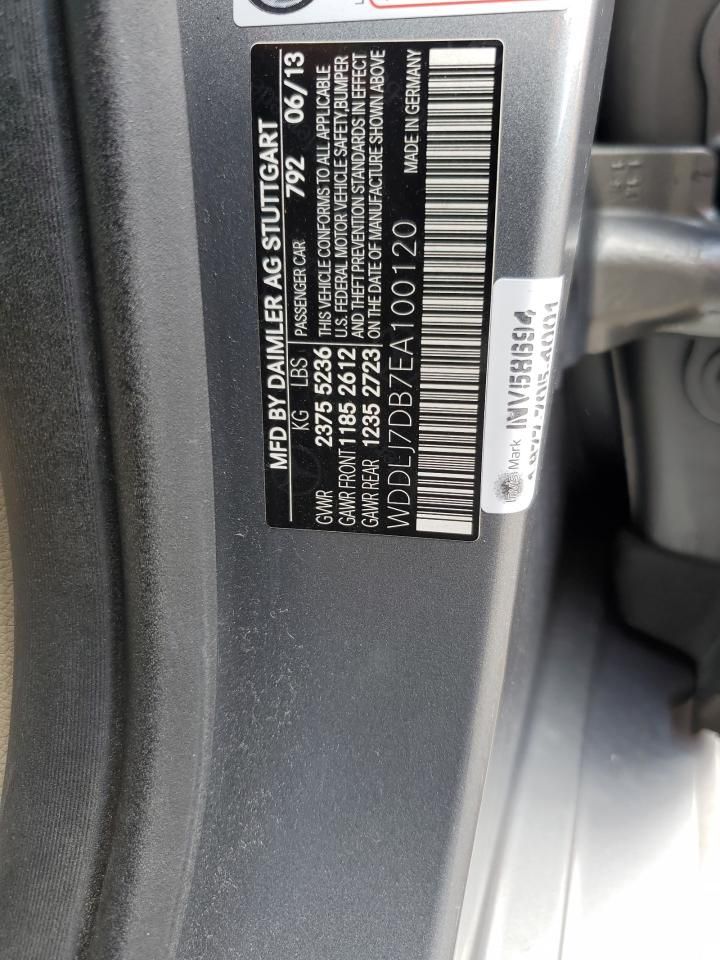 MFD BY DAIMLER AG STUTTGART
KG LBS PASSENGER CAR 792 06/13
GVWR 2375 5236
GAWR FRONT 1185 2612
GAWR REAR 1235 2723
THIS VEHICLE CONFORMS TO ALL APPLICABLE
U.S. FEDERAL MOTOR VEHICLE SAFETY,BUMPER
AND THEFT PREVENTION STANDARDS IN EFFECT
ON THE DATE OF MANUFACTURE SHOWN ABOVE
WDDLJ7DB7EA100120
MADE IN GERMANY
Mark